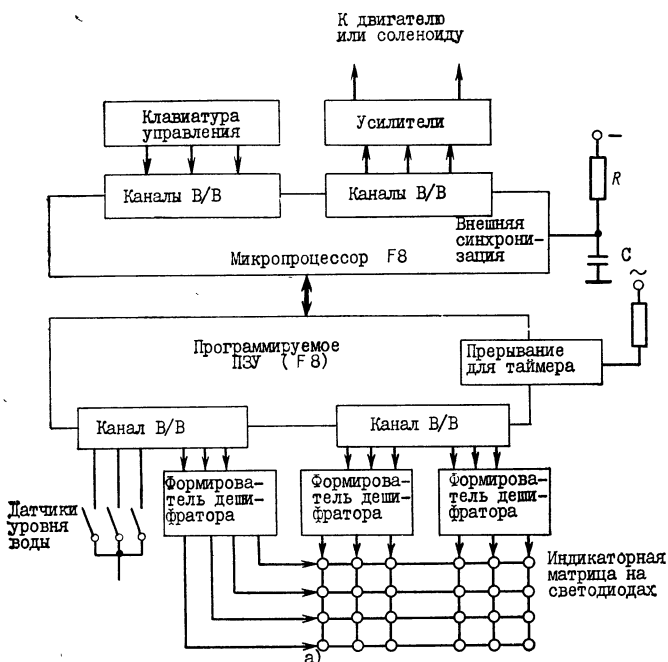 К двигателю
или соленоиду
Клавиатура
управления
Усилители
Каналы В/В
Каналы В/В
Внешняя
синхрони-
зация
Микропроцессор F8
−
R
C
~
Программируемое
ПЗУ (F8)
Прерывание
для таймера
Канал В/В
Канал В/В
Датчики
уровня
воды
Формирова-
тель деши-
фратора
Формирова-
тель деши-
фратора
Формирова-
тель деши-
фратора
Индикаторная
матрица на
светодиодах
а)